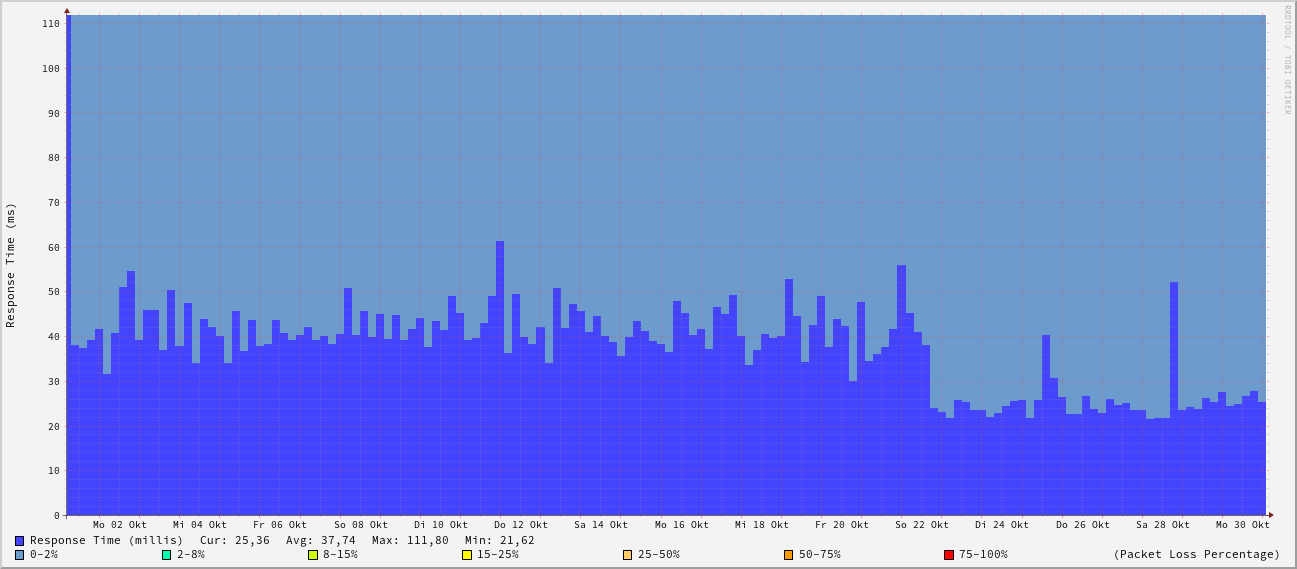 RRDTOOL / TOBI OETIKER
Response Time (ms)
110
100
90
80
70
60
50
40
30
20
10
0
Mo 02 Okt Mi 04 Okt Fr 06 Okt So 08 Okt Di 10 Okt Do 12 Okt Sa 14 Okt Mo 16 Okt Mi 18 Okt Fr 20 Okt So 22 Okt Di 24 Okt Do 26 Okt Sa 28 Okt Mo 30 Okt
Response Time (millis) Cur: 25,36 Avg: 37,74 Max: 111,80 Min: 21,62
0-2% 2-8% 8-15% 15-25% 25-50% 50-75% 75-100% (Packet Loss Percentage)